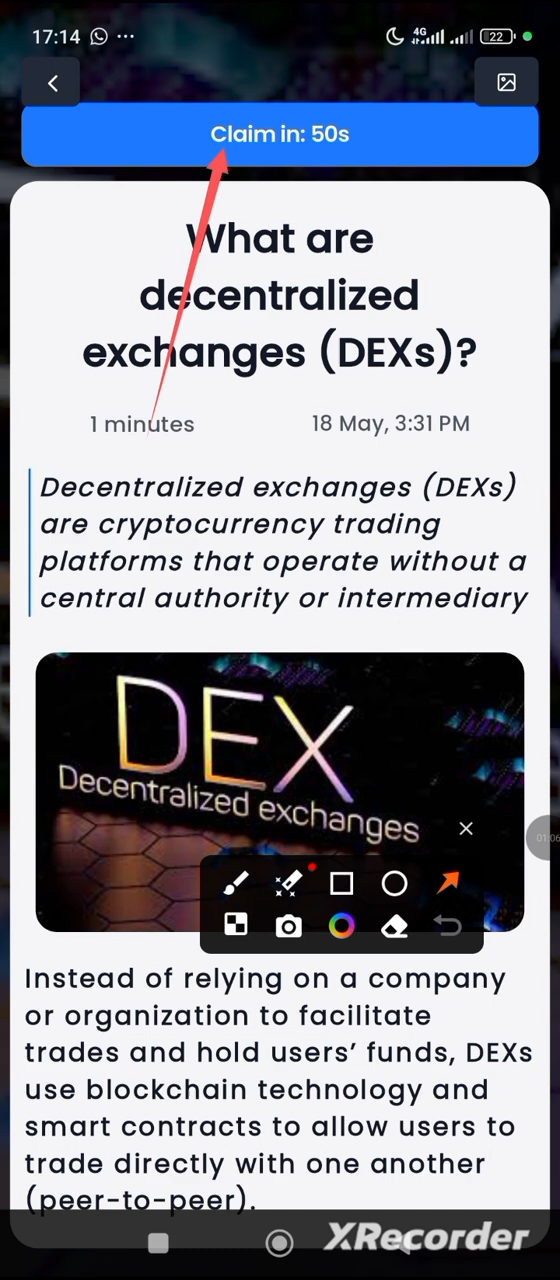 17:14
4G
22
Claim in: 50s
What are
decentralized
exchanges (DEXs)?
1 minutes
18 May, 3:31 PM
Decentralized exchanges (DEXs)
are cryptocurrency trading
platforms that operate without a
central authority or intermediary
DEX
Decentralized exchanges
01:06
Instead of relying on a company
or organization to facilitate
trades and hold users’ funds, DEXs
use blockchain technology and
smart contracts to allow users to
trade directly with one another
(peer-to-peer).
XRecorder